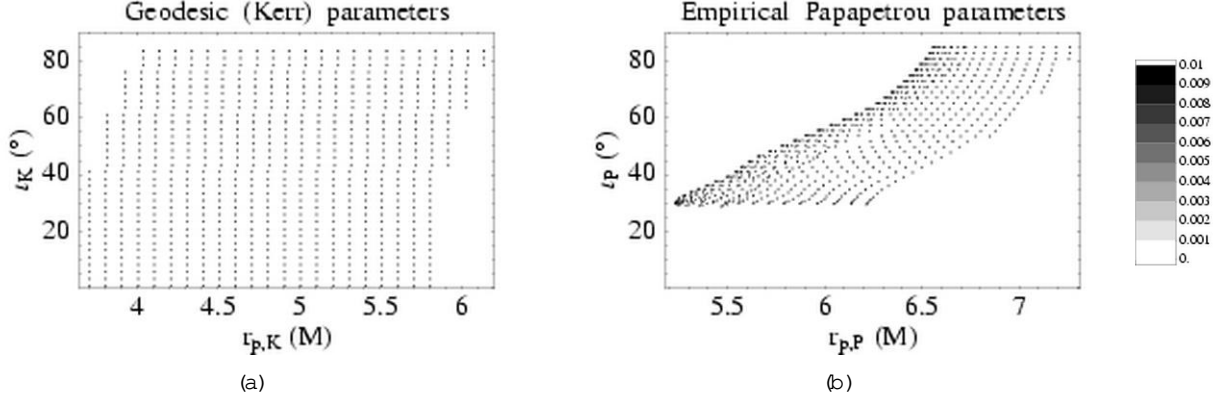 Geodesic (Kerr) parameters
80
60
40
20
ιK (°)
4 4.5 5 5.5 6
rp,K (M)
(a)
Empirical Papapetrou parameters
80
60
40
20
ιP (°)
5.5 6 6.5 7
rp,P (M)
(b)
0.01
0.009
0.008
0.007
0.006
0.005
0.004
0.003
0.002
0.001
0.